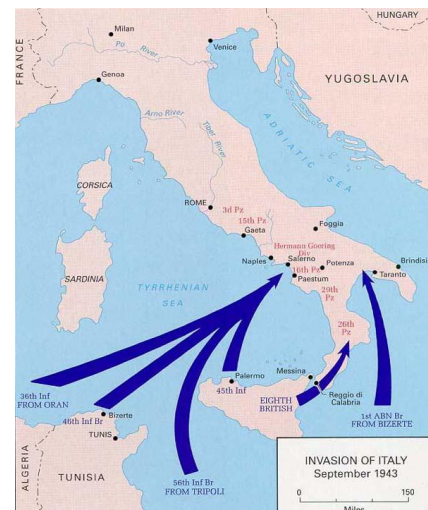 HUNGARY
FRANCE
Milan
Po River
Venice
Genoa
YUGOSLAVIA
Arno River
Tiber River
ADRIATIC SEA
CORSICA
ROME
3d Pz
15th Pz
Gaeta
Foggia
Hermann Goering
Div
Naples
Salerno
16th Pz
Potenza
Brindisi
Taranto
Paestum
SARDINIA
TYRRHENIAN
SEA
29th
Pz
26th
Pz
Palermo
Messina
36th Inf
FROM ORAN
45th Inf
EIGHTH
BRITISH
Reggio di
Calabria
46th Inf Br
Bizerte
1st ABN Br
FROM BIZERTE
TUNIS
56th Inf Br
FROM TRIPOLI
ALGERIA
TUNISIA
INVASION OF ITALY
September 1943
0 150
Miles